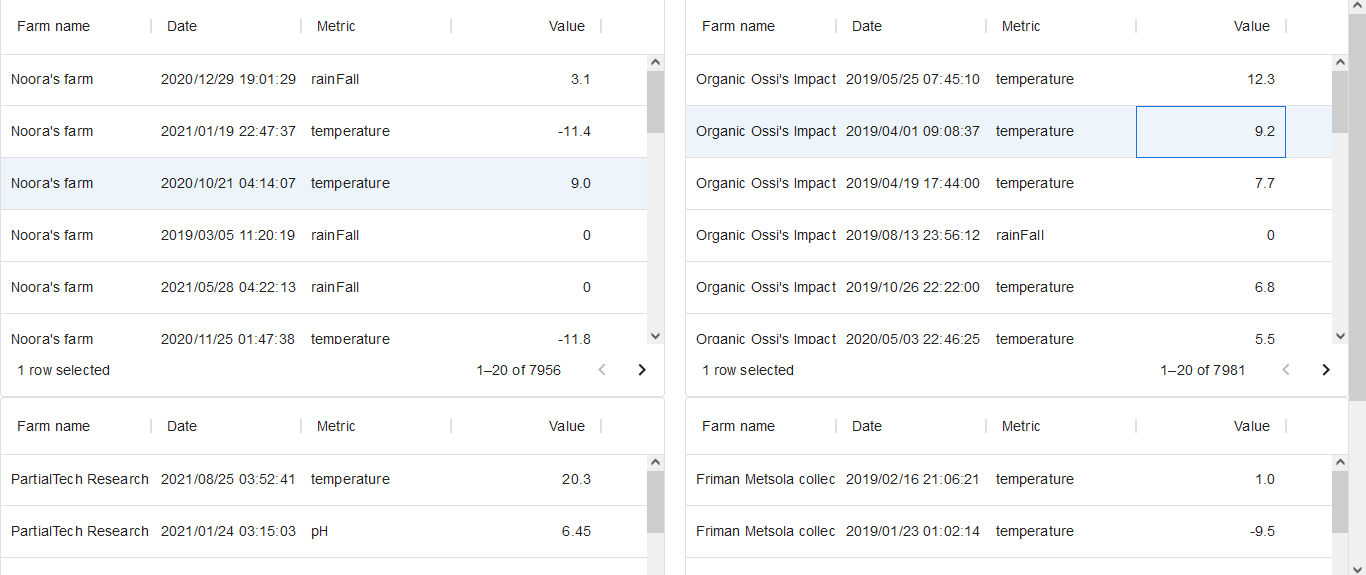 Farm name Date Metric Value
Noora's farm 2020/12/29 19:01:29 rainFall 3.1
Noora's farm 2021/01/19 22:47:37 temperature -11.4
Noora's farm 2020/10/21 04:14:07 temperature 9.0
Noora's farm 2019/03/05 11:20:19 rainFall 0
Noora's farm 2021/05/28 04:22:13 rainFall 0
Noora's farm 2020/11/25 01:47:38 temperature -11.8
1 row selected 1–20 of 7956
Farm name Date Metric Value
Organic Ossi's Impact 2019/05/25 07:45:10 temperature 12.3
Organic Ossi's Impact 2019/04/01 09:08:37 temperature 9.2
Organic Ossi's Impact 2019/04/19 17:44:00 temperature 7.7
Organic Ossi's Impact 2019/08/13 23:56:12 rainFall 0
Organic Ossi's Impact 2019/10/26 22:22:00 temperature 6.8
Organic Ossi's Impact 2020/05/03 22:46:25 temperature 5.5
1 row selected 1–20 of 7981
Farm name Date Metric Value
PartialTech Research 2021/08/25 03:52:41 temperature 20.3
PartialTech Research 2021/01/24 03:15:03 pH 6.45
Farm name Date Metric Value
Friman Metsola collec 2019/02/16 21:06:21 temperature 1.0
Friman Metsola collec 2019/01/23 01:02:14 temperature -9.5